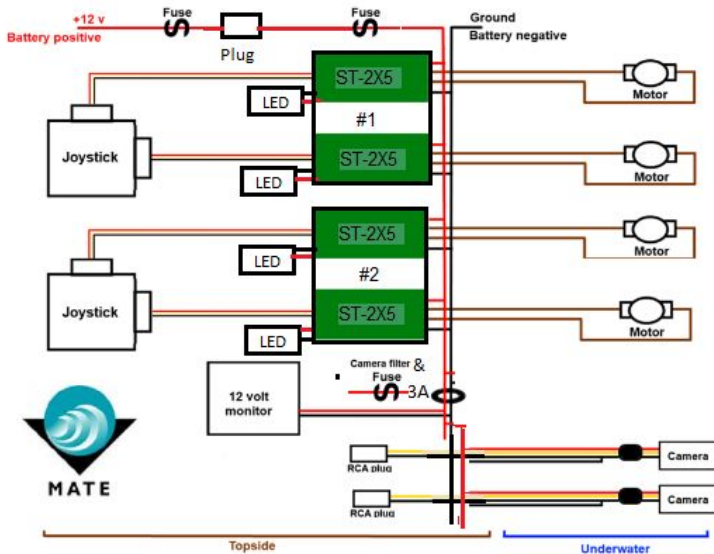 +12 v
Battery positive
Fuse
Plug
Fuse
Ground
Battery negative
ST-2X5
LED
#1
ST-2X5
LED
Joystick
Motor
Motor
ST-2X5
LED
#2
ST-2X5
LED
Joystick
Motor
Motor
Camera filter &
Fuse
3A
12 volt
monitor
MATE
RCA plug
Camera
RCA plug
Camera
Topside
Underwater